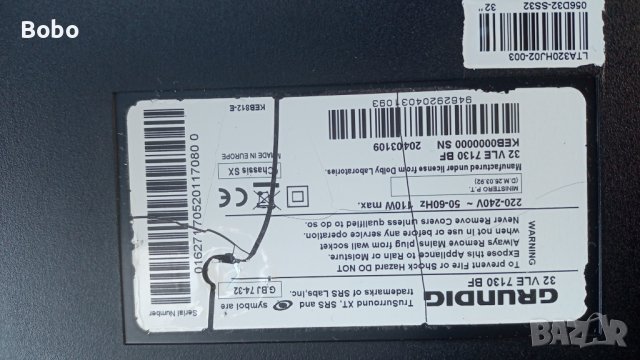 Bobo
056D32-SS32
32"
LTA320HJ02-003
GRUNDIG
32 VLE 7130 BF
WARNING
To prevent Fire or Shock Hazard DO NOT
Expose this Appliance to Rain or Moisture.
Always Remove Mains plug from wall socket
when not in use or before any service operation.
Never Remove Covers unless qualified to do so.
220-240V ~ 50-60Hz 110W max.
MINISTERO P.T.
(D.M.26.03.92)
Manufactured under license from Dolby Laboratories.
32 VLE 7130 BF
KEB0000000 SN
20403109
94629204031093
TruSurround XT, SRS and symbol are
trademarks of SRS Labs,Inc.
G.BJ74-32
CE
Chassis SX
MADE IN EUROPE
KEB812-E
Serial Number
01627170520117080 0
bazar